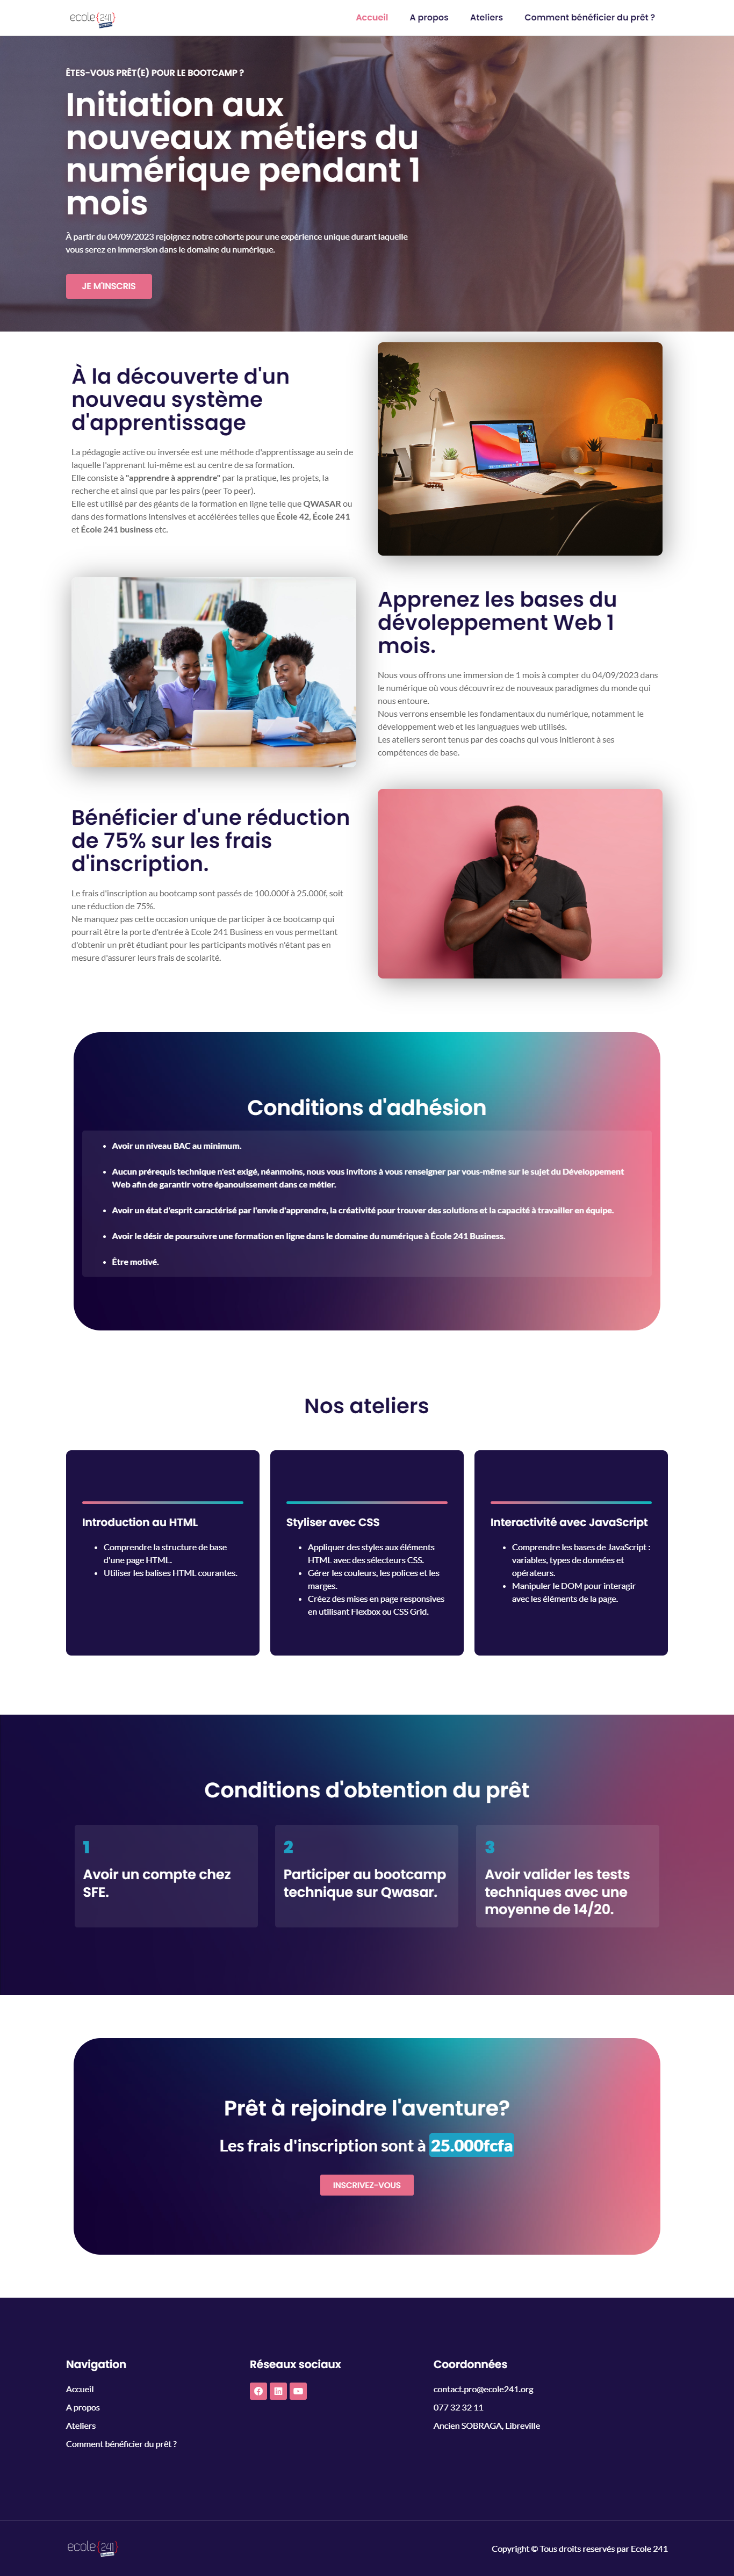 ecole (241) Business
Accueil
A propos
Ateliers
Comment bénéficier du prêt ?
ÊTES-VOUS PRÊT(E) POUR LE BOOTCAMP ?
Initiation aux
nouveaux métiers du
numérique pendant 1
mois
À partir du 04/09/2023 rejoignez notre cohorte pour une expérience unique durant laquelle
vous serez en immersion dans le domaine du numérique.
JE M'INSCRIS
À la découverte d'un
nouveau système
d'apprentissage
La pédagogie active ou inversée est une méthode d'apprentissage au sein de
laquelle l'apprenant lui-même est au centre de sa formation.
Elle consiste à "apprendre à apprendre" par la pratique, les projets, la
recherche et ainsi que par les pairs (peer To peer).
Elle est utilisé par des géants de la formation en ligne telle que QWASAR ou
dans des formations intensives et accélérées telles que École 42, École 241
et École 241 business etc.
Apprenez les bases du
dévoleppement Web 1
mois.
Nous vous offrons une immersion de 1 mois à compter du 04/09/2023 dans
le numérique où vous découvrirez de nouveaux paradigmes du monde qui
nous entoure.
Nous verrons ensemble les fondamentaux du numérique, notamment le
développement web et les languages web utilisés.
Les ateliers seront tenus par des coachs qui vous initieront à ses
compétences de base.
Bénéficier d'une réduction
de 75% sur les frais
d'inscription.
Le frais d'inscription au bootcamp sont passés de 100.000f à 25.000f, soit
une réduction de 75%.
Ne manquez pas cette occasion unique de participer à ce bootcamp qui
pourrait être la porte d'entrée à Ecole 241 Business en vous permettant
d'obtenir un prêt étudiant pour les participants motivés n'étant pas en
mesure d'assurer leurs frais de scolarité.
Conditions d'adhésion
• Avoir un niveau BAC au minimum.
• Aucun prérequis technique n'est exigé, néanmoins, nous vous invitons à vous renseigner par vous-même sur le sujet du Développement
Web afin de garantir votre épanouissement dans ce métier.
• Avoir un état d'esprit caractérisé par l'envie d'apprendre, la créativité pour trouver des solutions et la capacité à travailler en équipe.
• Avoir le désir de poursuivre une formation en ligne dans le domaine du numérique à École 241 Business.
• Être motivé.
Nos ateliers
Introduction au HTML
• Comprendre la structure de base
d'une page HTML.
• Utiliser les balises HTML courantes.
Styliser avec CSS
• Appliquer des styles aux éléments
HTML avec des sélecteurs CSS.
• Gérer les couleurs, les polices et les
marges.
• Créez des mises en page responsives
en utilisant Flexbox ou CSS Grid.
Interactivité avec JavaScript
• Comprendre les bases de JavaScript :
variables, types de données et
opérateurs.
• Manipuler le DOM pour interagir
avec les éléments de la page.
Conditions d'obtention du prêt
1
Avoir un compte chez
SFE.
2
Participer au bootcamp
technique sur Qwasar.
3
Avoir valider les tests
techniques avec une
moyenne de 14/20.
Prêt à rejoindre l'aventure?
Les frais d'inscription sont à 25.000fcfa
INSCRIVEZ-VOUS
Navigation
Accueil
A propos
Ateliers
Comment bénéficier du prêt ?
Réseaux sociaux
Coordonnées
contact.pro@ecole241.org
077 32 32 11
Ancien SOBRAGA, Libreville
ecole (241) Business
Copyright © Tous droits reservés par Ecole 241